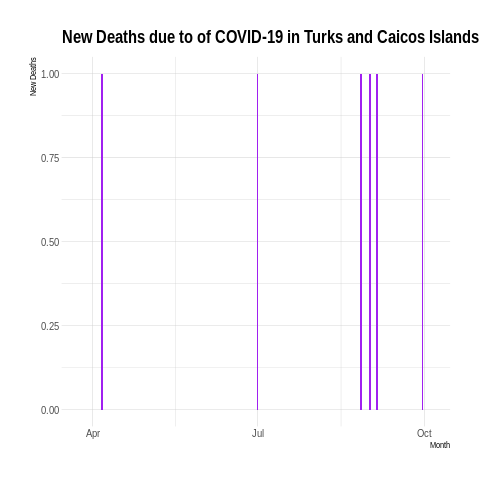 New Deaths due to of COVID-19 in Turks and Caicos Islands
New Deaths
1.00
0.75
0.50
0.25
0.00
Apr
Jul
Oct
Month